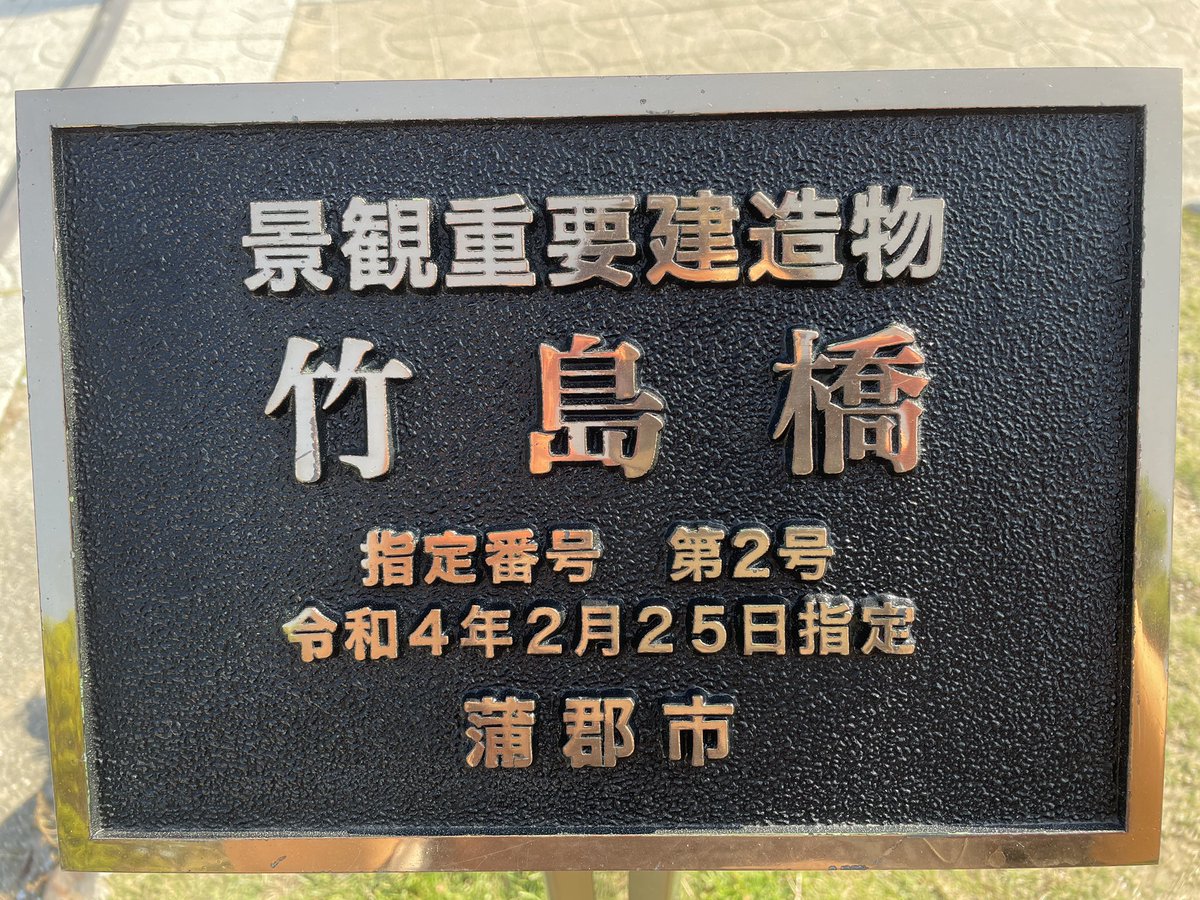 景観重要建造物
竹島橋
指定番号　第2号
令和4年2月25日指定
蒲郡市